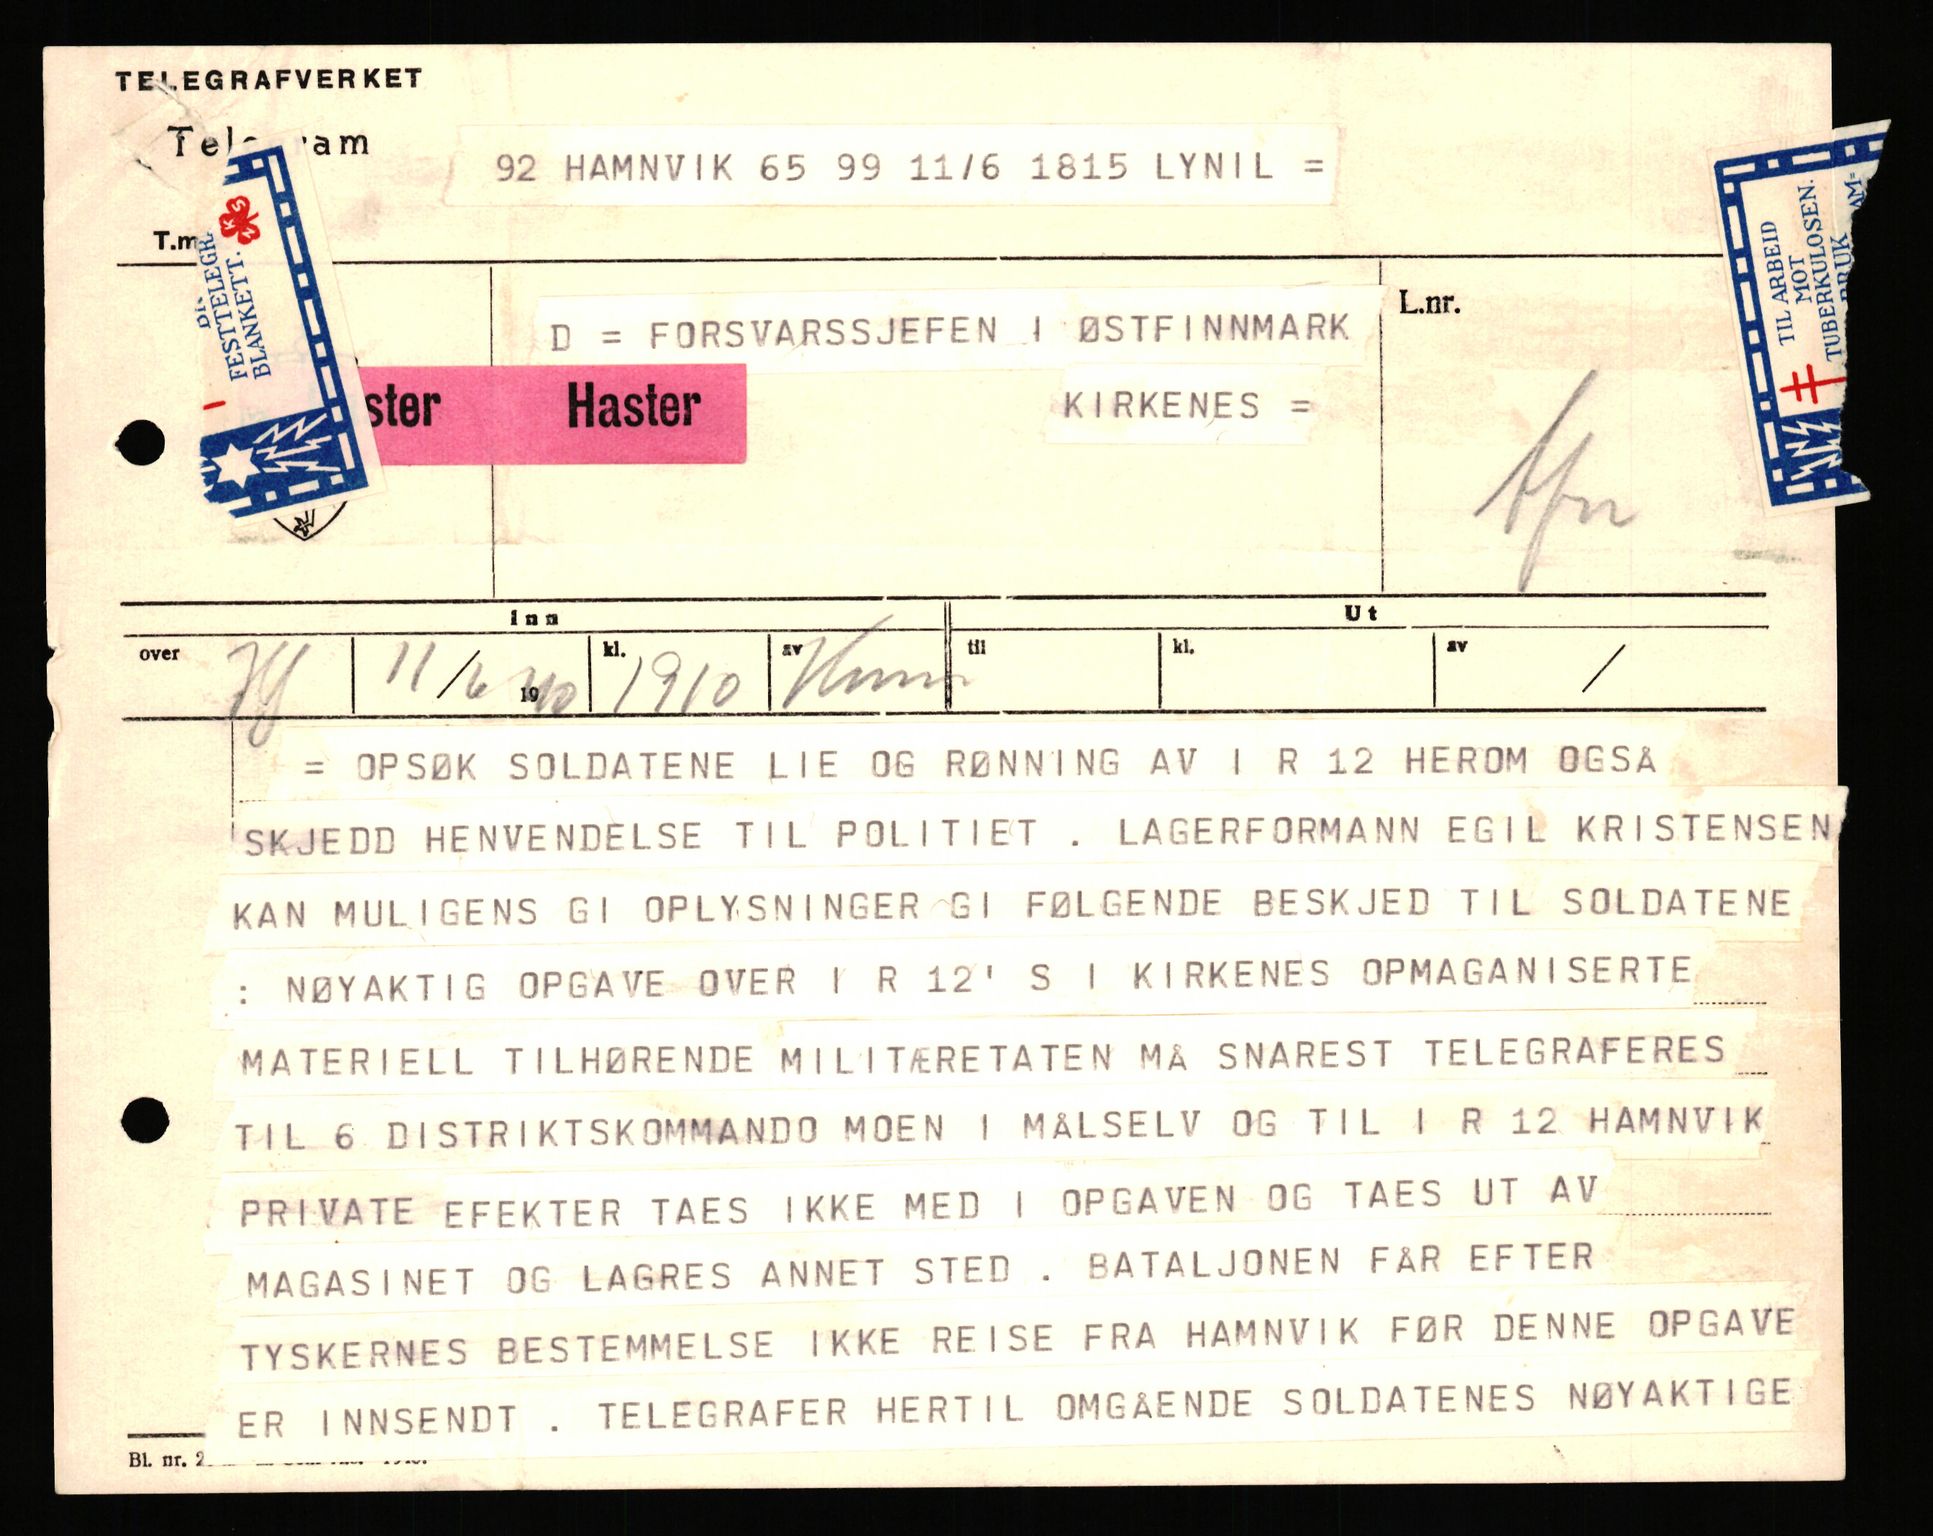 TELEGRAFVERKET
92 HAMNVIK 65 99 11/6 1815 LYNIL =
FESTTELEGR
BLANKETT.
TIL ARBEID
MOT
TUBERKULOSEN.
D = FORSVARSSJEFEN I ØSTFINNMARK
KIRKENES =
L.nr.
Haster
Inn Ut
over 11/6 1940 kl. 1910 av til kl. av /
= OPSØK SOLDATENE LIE OG RØNNING AV I R 12 HEROM OGSÅ
SKJEDD HENVENDELSE TIL POLITIET . LAGERFORMANN EGIL KRISTENSEN
KAN MULIGENS GI OPLYSNINGER GI FØLGENDE BESKJED TIL SOLDATENE
: NØYAKTIG OPGAVE OVER I R 12' S I KIRKENES OPMAGANISERTE
MATERIELL TILHØRENDE MILITÆRETATEN MÅ SNAREST TELEGRAFERES
TIL 6 DISTRIKTSKOMMANDO MOEN I MÅLSELV OG TIL I R 12 HAMNVIK
PRIVATE EFEKTER TAES IKKE MED I OPGAVEN OG TAES UT AV
MAGASINET OG LAGRES ANNET STED . BATALJONEN FÅR EFTER
TYSKERNES BESTEMMELSE IKKE REISE FRA HAMNVIK FØR DENNE OPGAVE
ER INNSENDT . TELEGRAFER HERTIL OMGÅENDE SOLDATENES NØYAKTIGE
Bl. nr. 2